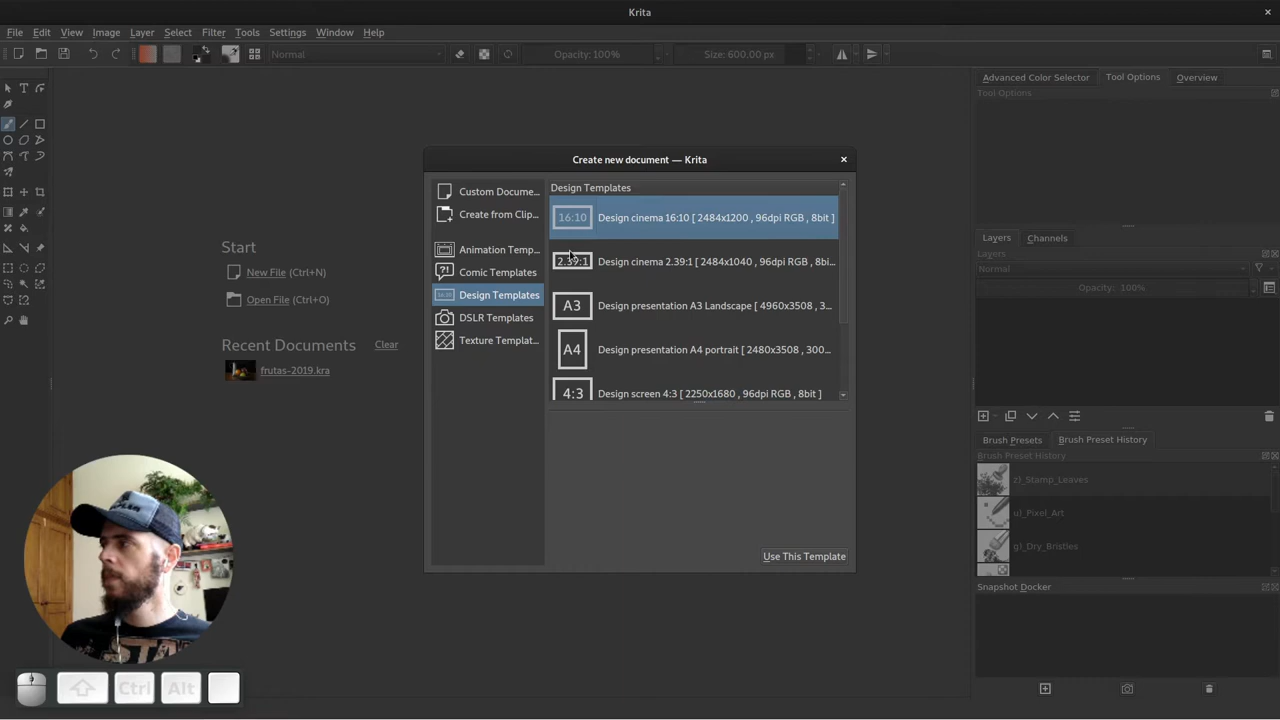 Krita
×
File Edit View Image Layer Select Filter Tools Settings Window Help
Normal Opacity: 100% Size: 600.00 px
Advanced Color Selector Tool Options Overview
Tool Options
Create new document — Krita
×
Custom Docume...
Create from Clip...
Animation Temp...
Comic Templates
Design Templates
DSLR Templates
Texture Templat...
Design Templates
16:10 Design cinema 16:10 [ 2484x1200 , 96dpi RGB , 8bit ]
2.39:1 Design cinema 2.39:1 [ 2484x1040 , 96dpi RGB , 8bi...
A3 Design presentation A3 Landscape [ 4960x3508 , 3...
A4 Design presentation A4 portrait [ 2480x3508 , 300...
4:3 Design screen 4:3 [ 2250x1680 , 96dpi RGB , 8bit ]
Use This Template
Start
New File (Ctrl+N)
Open File (Ctrl+O)
Recent Documents Clear
frutas-2019.kra
Layers Channels
Layers
Normal
Opacity: 100%
Brush Presets Brush Preset History
Brush Preset History
z)_Stamp_Leaves
u)_Pixel_Art
g)_Dry_Bristles
Snapshot Docker
Ctrl Alt